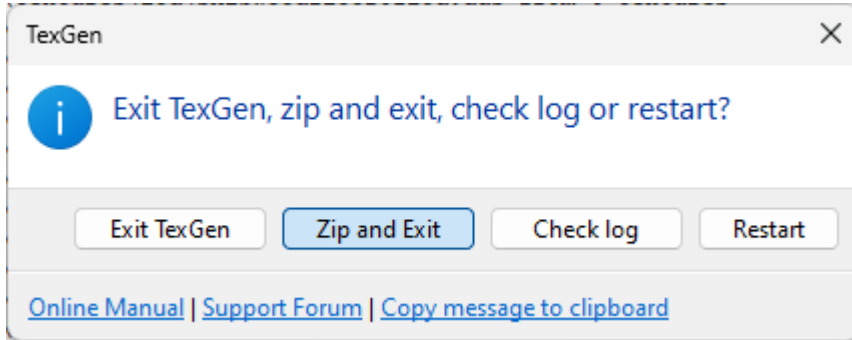 TexGen
Exit TexGen, zip and exit, check log or restart?
Exit TexGen Zip and Exit Check log Restart
Online Manual | Support Forum | Copy message to clipboard